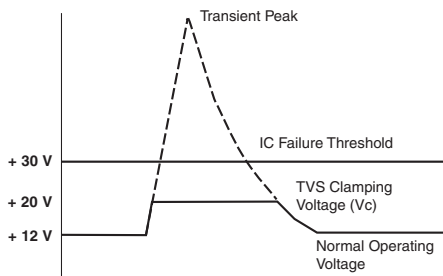 Transient Peak
IC Failure Threshold
+ 30 V
TVS Clamping
Voltage (Vc)
+ 20 V
+ 12 V
Normal Operating
Voltage